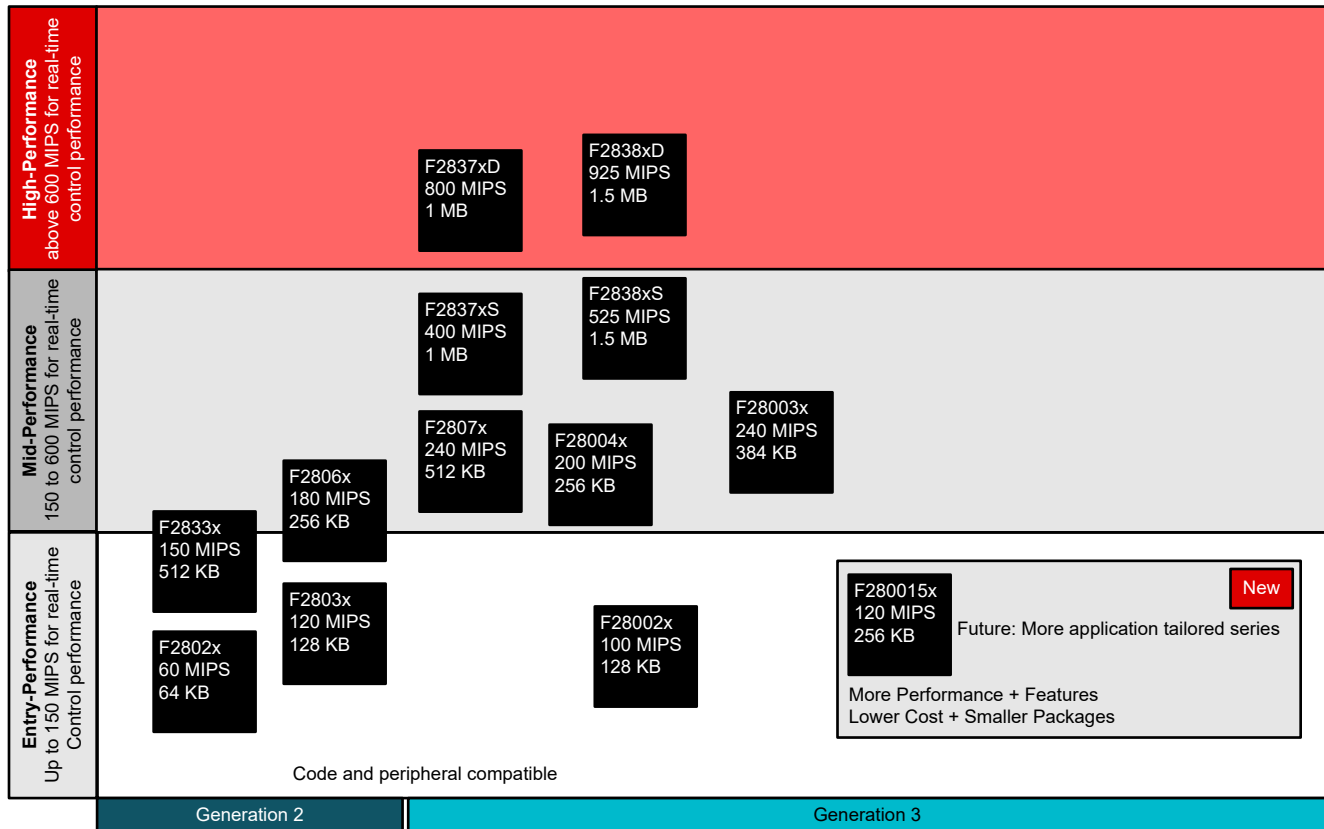 High-Performance
above 600 MIPS for real-time
control performance
F2837xD
800 MIPS
1 MB
F2838xD
925 MIPS
1.5 MB
Mid-Performance
150 to 600 MIPS for real-time
control performance
F2837xS
400 MIPS
1 MB
F2838xS
525 MIPS
1.5 MB
F2807x
240 MIPS
512 KB
F28004x
200 MIPS
256 KB
F28003x
240 MIPS
384 KB
F2806x
180 MIPS
256 KB
F2833x
150 MIPS
512 KB
Entry-Performance
Up to 150 MIPS for real-time
Control performance
F2803x
120 MIPS
128 KB
F2802x
60 MIPS
64 KB
F28002x
100 MIPS
128 KB
F280015x
120 MIPS
256 KB
New
Future: More application tailored series
More Performance + Features
Lower Cost + Smaller Packages
Code and peripheral compatible
Generation 2
Generation 3